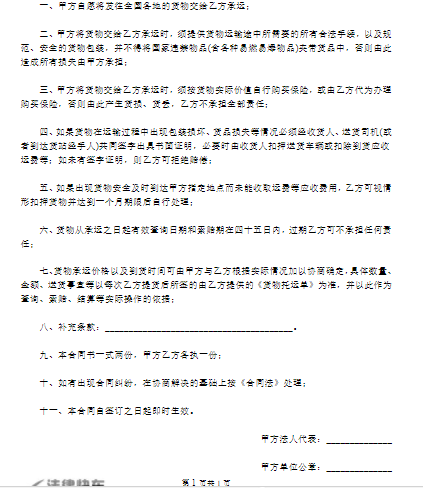 一、甲方自愿将发往全国各地的货物交给乙方承运;
二、甲方将货物交给乙方承运时,须提供货物运输途中所需要的所有合法手续,以及规
范、安全的货物包装,并不得将国家违禁物品(含各种易燃易爆物品)夹带货品中,否则由此
造成所有损失由甲方承担;
三、甲方将货物交给乙方承运时,须按货物实际价值自行购买保险,或由乙方代为办理
购买保险,否则由此产生货损、货丢,乙方不承担全部责任;
四、如果货物在运输过程中出现包装损坏、货品损失等情况必须经收货人、送货司机(或
者到达货站经手人)共同签字出具书面证明,必要时由收货人扣押送货车辆或扣除到货应收
运费等;如未有签字证明,则乙方可拒绝赔偿;
五、如果出现货物安全及时到达甲方指定地点而未能收取运费等应收费用,乙方可视情
形扣押货物并达到一个月期限后自行处理;
六、货物从承运之日起有效查询日期和索赔期在四十五日内,过期乙方可不承担任何责
任;
七、货物承运价格以及到货时间可由甲方与乙方根据实际情况加以协商确定,具体数量、
金额、送货事宜等以每次乙方提货后所签的由乙方提供的《货物托运单》为准,并以此作为
查询、索赔、结算等实际操作的依据;
八、补充条款:________________________________________。
九、本合同书一式两份,甲方乙方各执一份;
十、如有出现合同纠纷,在协商解决的基础上按《合同法》处理;
十一、本合同自签订之日起即时生效。
甲方法人代表:______________
甲方单位公章:______________
法律快车
第 1 页共 1 页